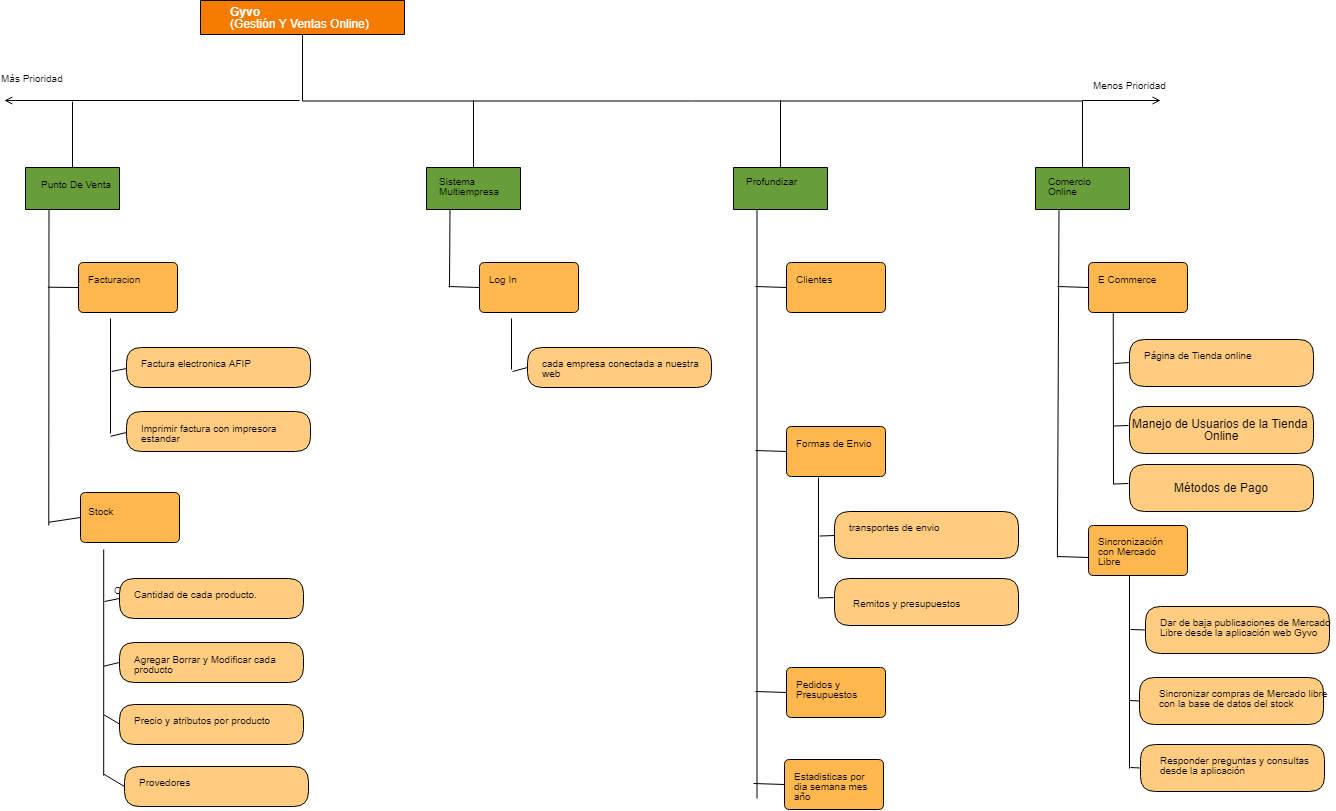 Gyvo
(Gestión Y Ventas Online)
Más Prioridad
Menos Prioridad
Punto De Venta
Facturacion
Factura electronica AFIP
Imprimir factura con impresora
estandar
Stock
Cantidad de cada producto.
Agregar Borrar y Modificar cada
producto
Precio y atributos por producto
Provedores
Sistema
Multiempresa
Log In
cada empresa conectada a nuestra
web
Profundizar
Clientes
Formas de Envio
transportes de envio
Remitos y presupuestos
Pedidos y
Presupuestos
Estadisticas por
dia semana mes
año
Comercio
Online
E Commerce
Página de Tienda online
Manejo de Usuarios de la Tienda
Online
Métodos de Pago
Sincronización
con Mercado
Libre
Dar de baja publicaciones de Mercado
Libre desde la aplicación web Gyvo
Sincronizar compras de Mercado libre
con la base de datos del stock
Responder preguntas y consultas
desde la aplicación